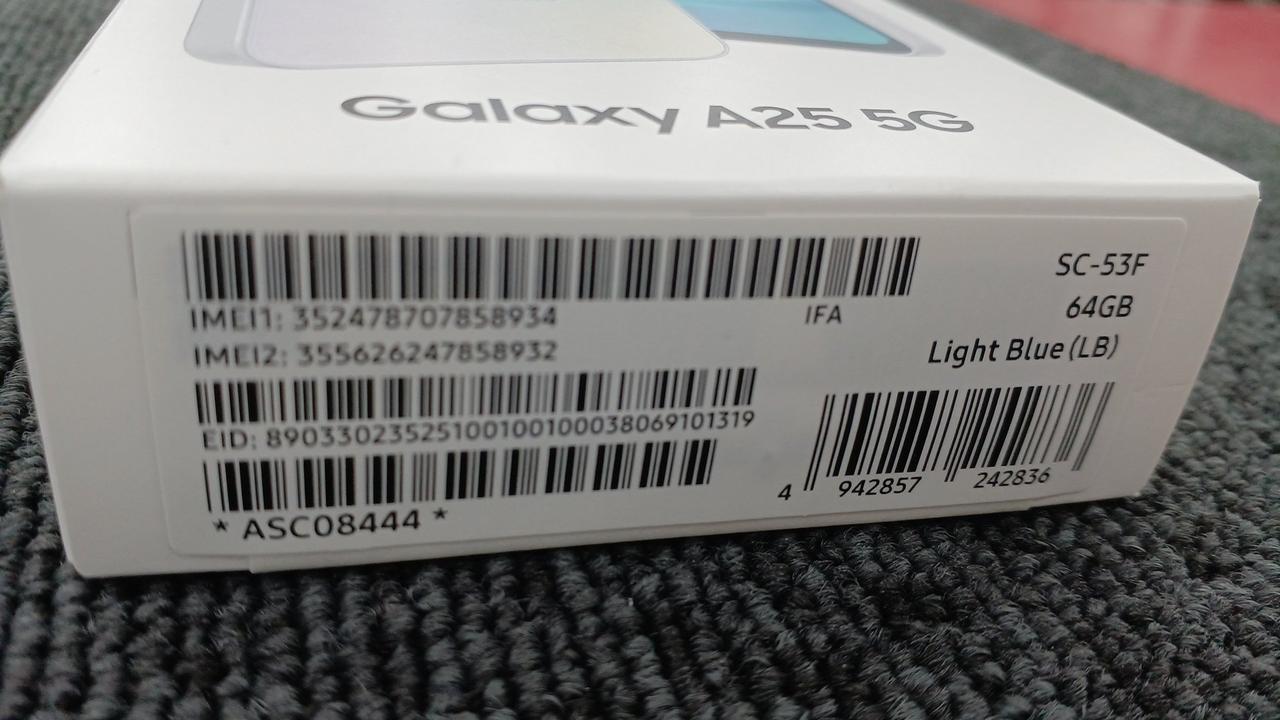 Galaxy A25 5G
IMEI1: 352478707858934
IFA
IMEI2: 355626247858932
EID: 89033023525100100100038069101319
* ASC08444 *
SC-53F
64GB
Light Blue (LB)
4 942857 242836